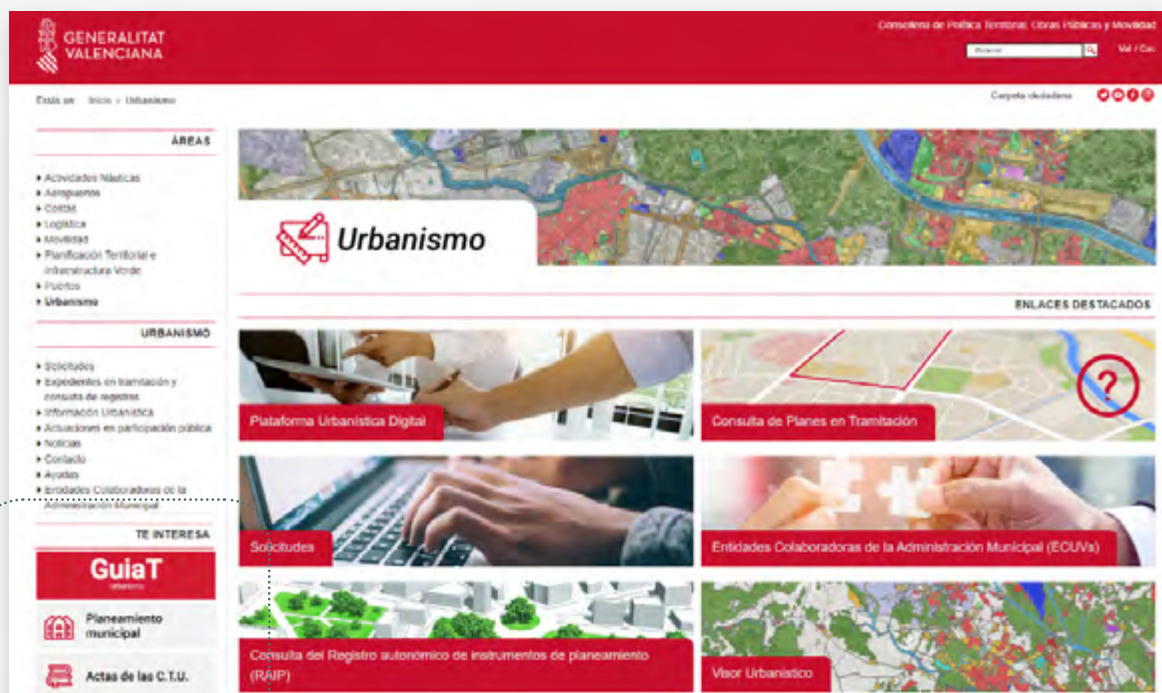 GENERALITAT
VALENCIANA
Conselleria de Política Territorial, Obras Públicas y Movilidad
Buscar
Val / Cas
Estás en: Inicio > Urbanismo
Carpeta ciudadana
ÁREAS
Actividades Náuticas
Aeropuertos
Costas
Logística
Movilidad
Planificación Territorial e
Infraestructura Verde
Puertos
Urbanismo
URBANISMO
Solicitudes
Expedientes en tramitación y
consulta de registros
Información Urbanística
Actuaciones en participación pública
Noticias
Contacto
Ayudas
Entidades Colaboradoras de la
Administración Municipal
TE INTERESA
GuiaT
Planeamiento
municipal
Actas de las C.T.U.
Urbanismo
ENLACES DESTACADOS
Plataforma Urbanística Digital
?
Consulta de Planes en Tramitación
Solicitudes
Entidades Colaboradoras de la Administración Municipal (ECUVs)
Consulta del Registro autonómico de instrumentos de planeamiento
(RAIP)
Visor Urbanístico